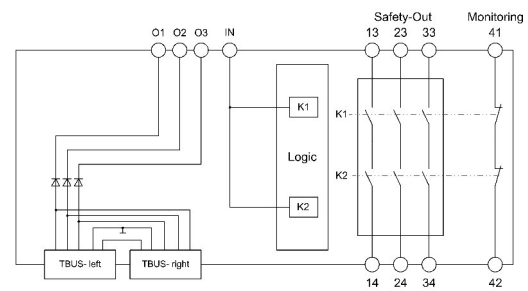 Safety-Out Monitoring
O1 O2 O3 IN 13 23 33 41
K1
K1
Logic
K2
K2
TBUS- left TBUS- right
14 24 34 42